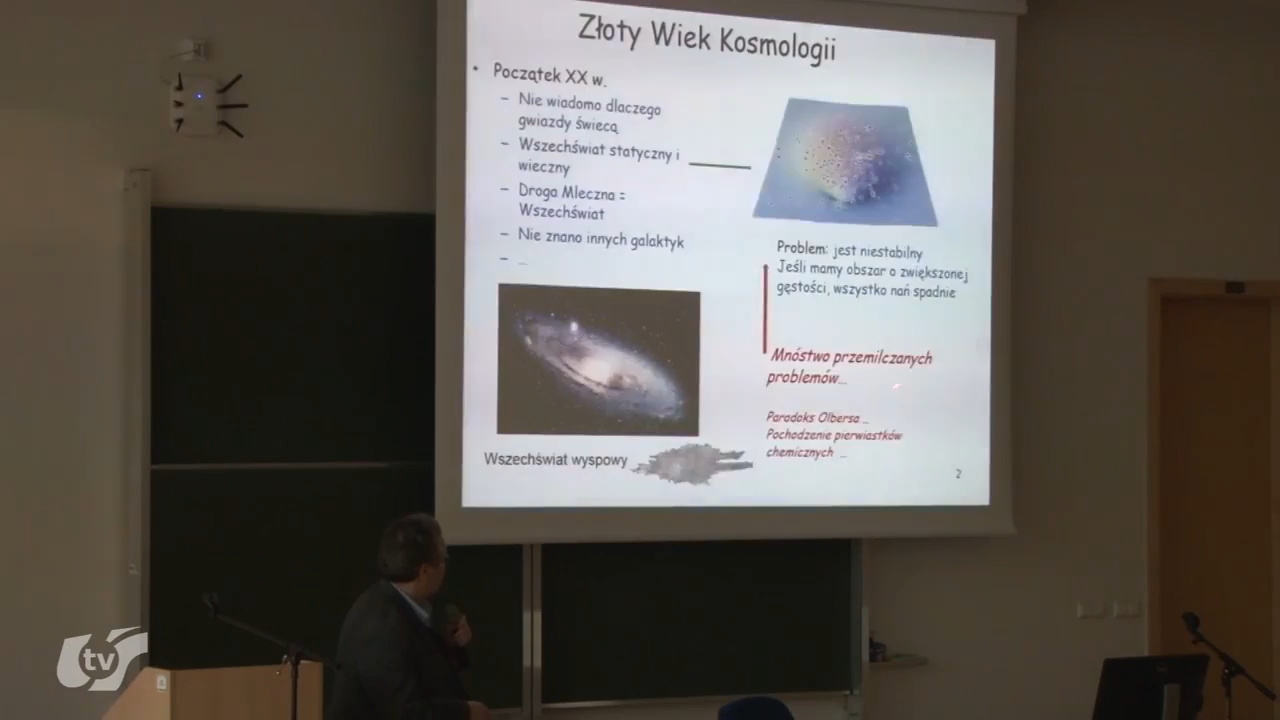 Złoty Wiek Kosmologii
• Początek XX w.
– Nie wiadomo dlaczego
gwiazdy świecą
– Wszechświat statyczny i
wieczny
– Droga Mleczna =
Wszechświat
– Nie znano innych galaktyk
– ...
Problem: jest niestabilny
Jeśli mamy obszar o zwiększonej
gęstości, wszystko nań spadnie
Mnóstwo przemilczanych
problemów...
Paradoks Olbersa ...
Pochodzenie pierwiastków
chemicznych ...
Wszechświat wyspowy
2
tv